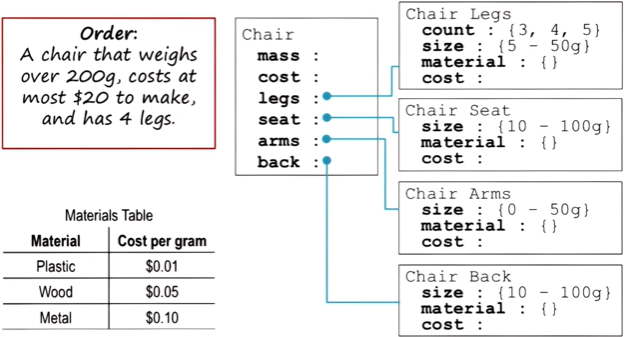 Order:
A chair that weighs
over 200g, costs at
most $20 to make,
and has 4 legs.
Materials Table
Material Cost per gram
Plastic $0.01
Wood $0.05
Metal $0.10
Chair
mass :
cost :
legs :
seat :
arms :
back :
Chair Legs
count : {3, 4, 5}
size : {5 - 50g}
material : {}
cost :
Chair Seat
size : {10 - 100g}
material : {}
cost :
Chair Arms
size : {0 - 50g}
material : {}
cost :
Chair Back
size : {10 - 100g}
material : {}
cost :